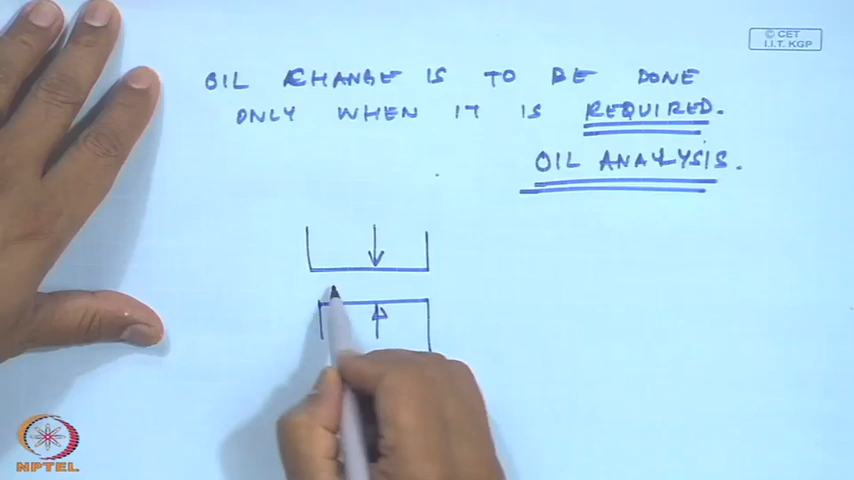 © CET
I.I.T. KGP
OIL CHANGE IS TO BE DONE
ONLY WHEN IT IS REQUIRED.
OIL ANALYSIS.
NPTEL